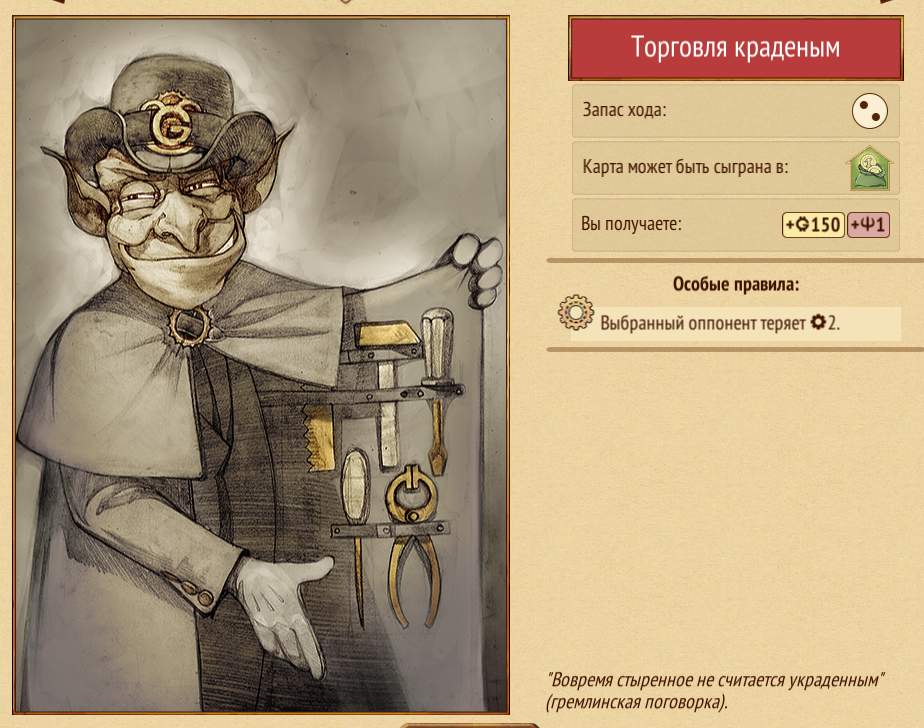 Торговля краденым
Запас хода:
Карта может быть сыграна в:
Вы получаете: +150 +1
Особые правила:
Выбранный оппонент теряет 2.
"Вовремя стыренное не считается украденным"
(гремлинская поговорка).
G